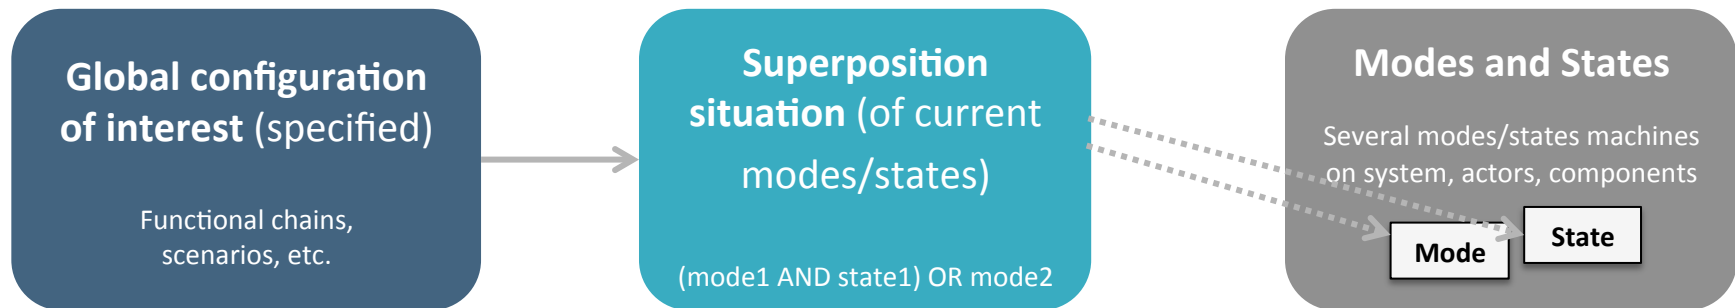 Global configuration
of interest (specified)
Functional chains,
scenarios, etc.
Superposition
situation (of current
modes/states)
(mode1 AND state1) OR mode2
Modes and States
Several modes/states machines
on system, actors, components
Mode
State